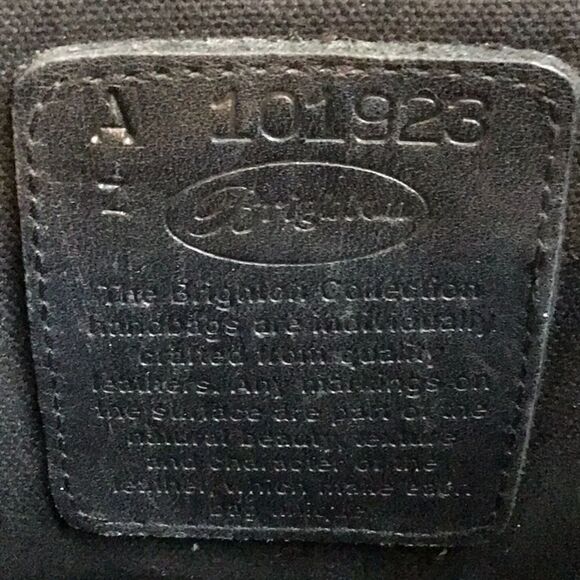 A 101923
I
Brighton
The Brighton Collection
handbags are individually
crafted from quality
leathers. Any markings on
the surface are part of the
natural beauty, texture
and character of the
leather, which make each
bag unique.